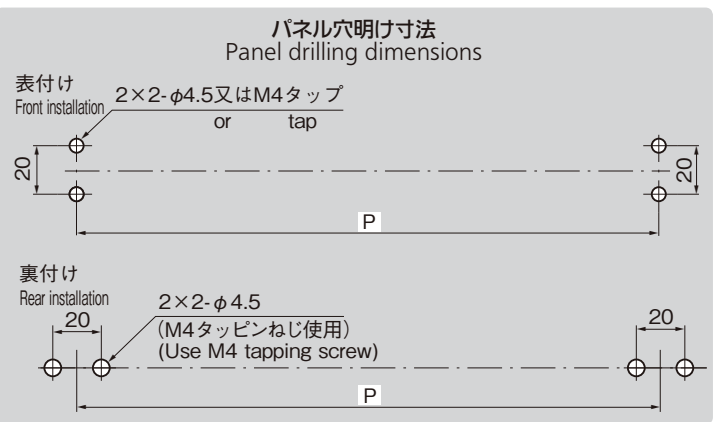 パネル穴明け寸法
Panel drilling dimensions
表付け
Front installation
2×2-φ4.5又はM4タップ
or tap
20
20
P
裏付け
Rear installation
2×2-φ4.5
20
20
(M4タッピンねじ使用)
(Use M4 tapping screw)
P